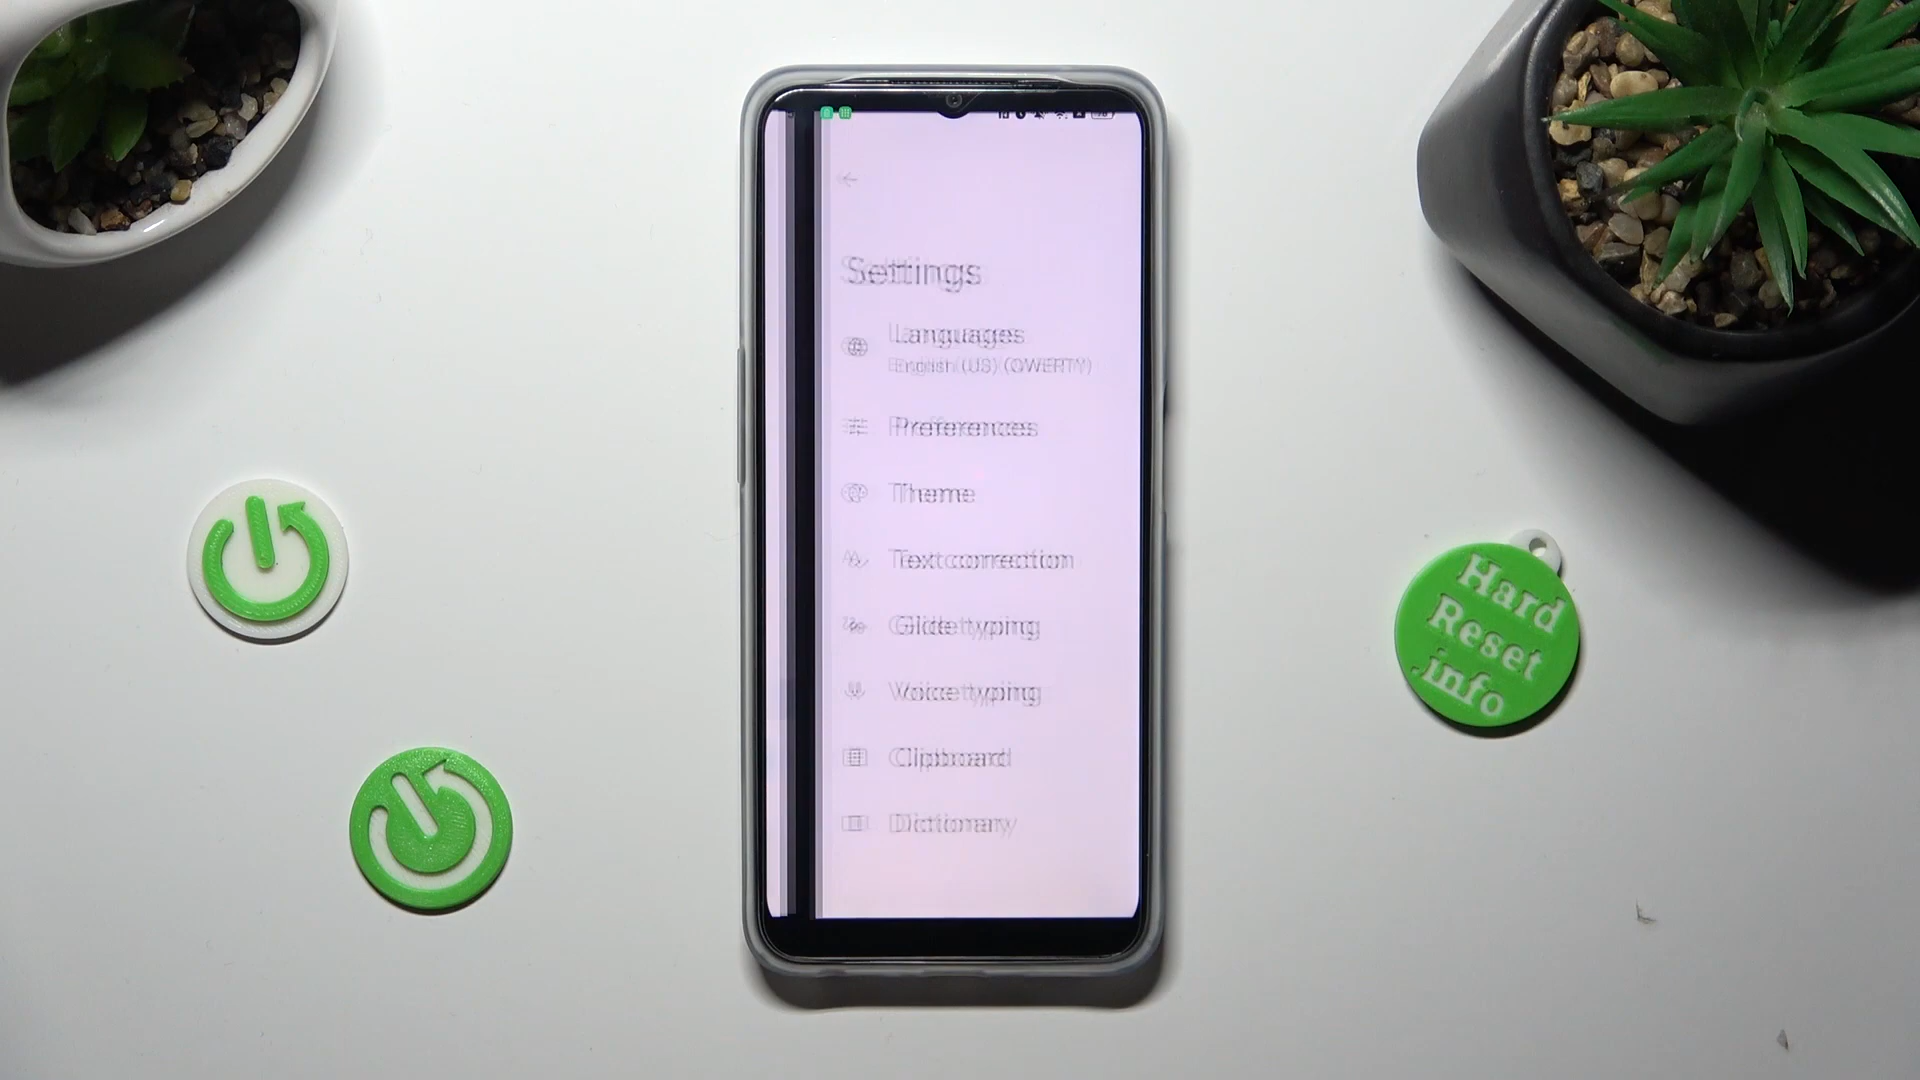 Settings
Languages
English (US) (QWERTY)
Preferences
Theme
Text correction
Glide typing
Voice typing
Clipboard
Dictionary
Hard
Reset
.info